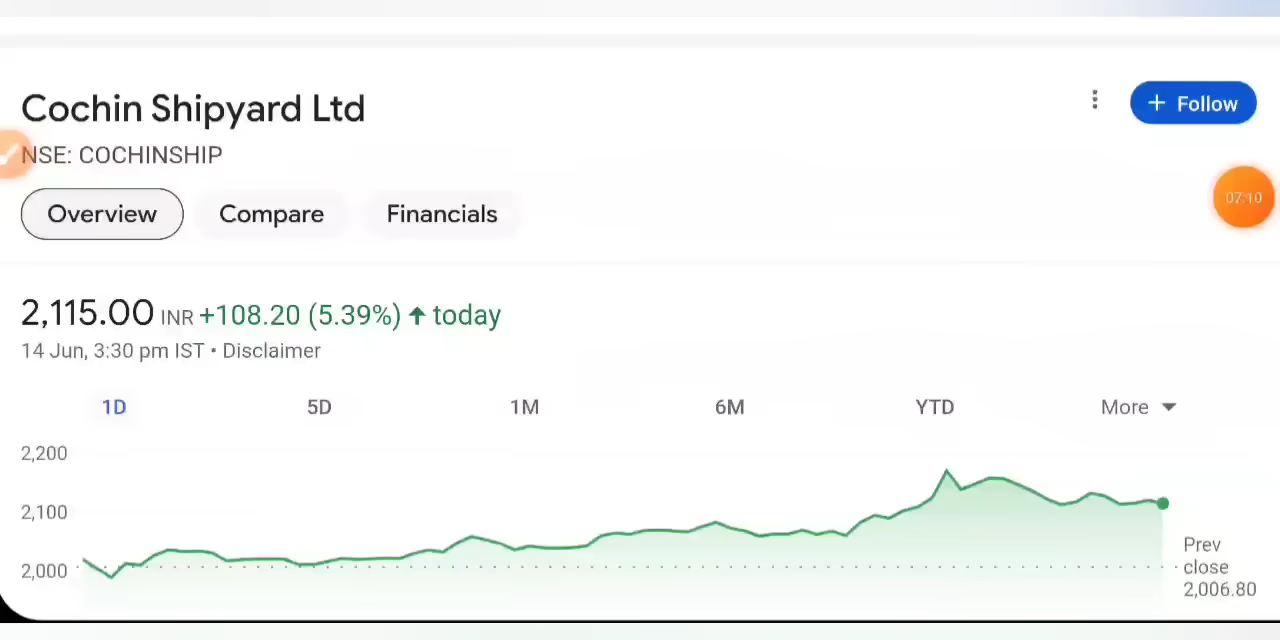 Cochin Shipyard Ltd
+ Follow
NSE: COCHINSHIP
07:10
Overview Compare Financials
2,115.00 INR +108.20 (5.39%) ↑ today
14 Jun, 3:30 pm IST • Disclaimer
1D 5D 1M 6M YTD More
2,200
2,100
2,000
Prev
close
2,006.80